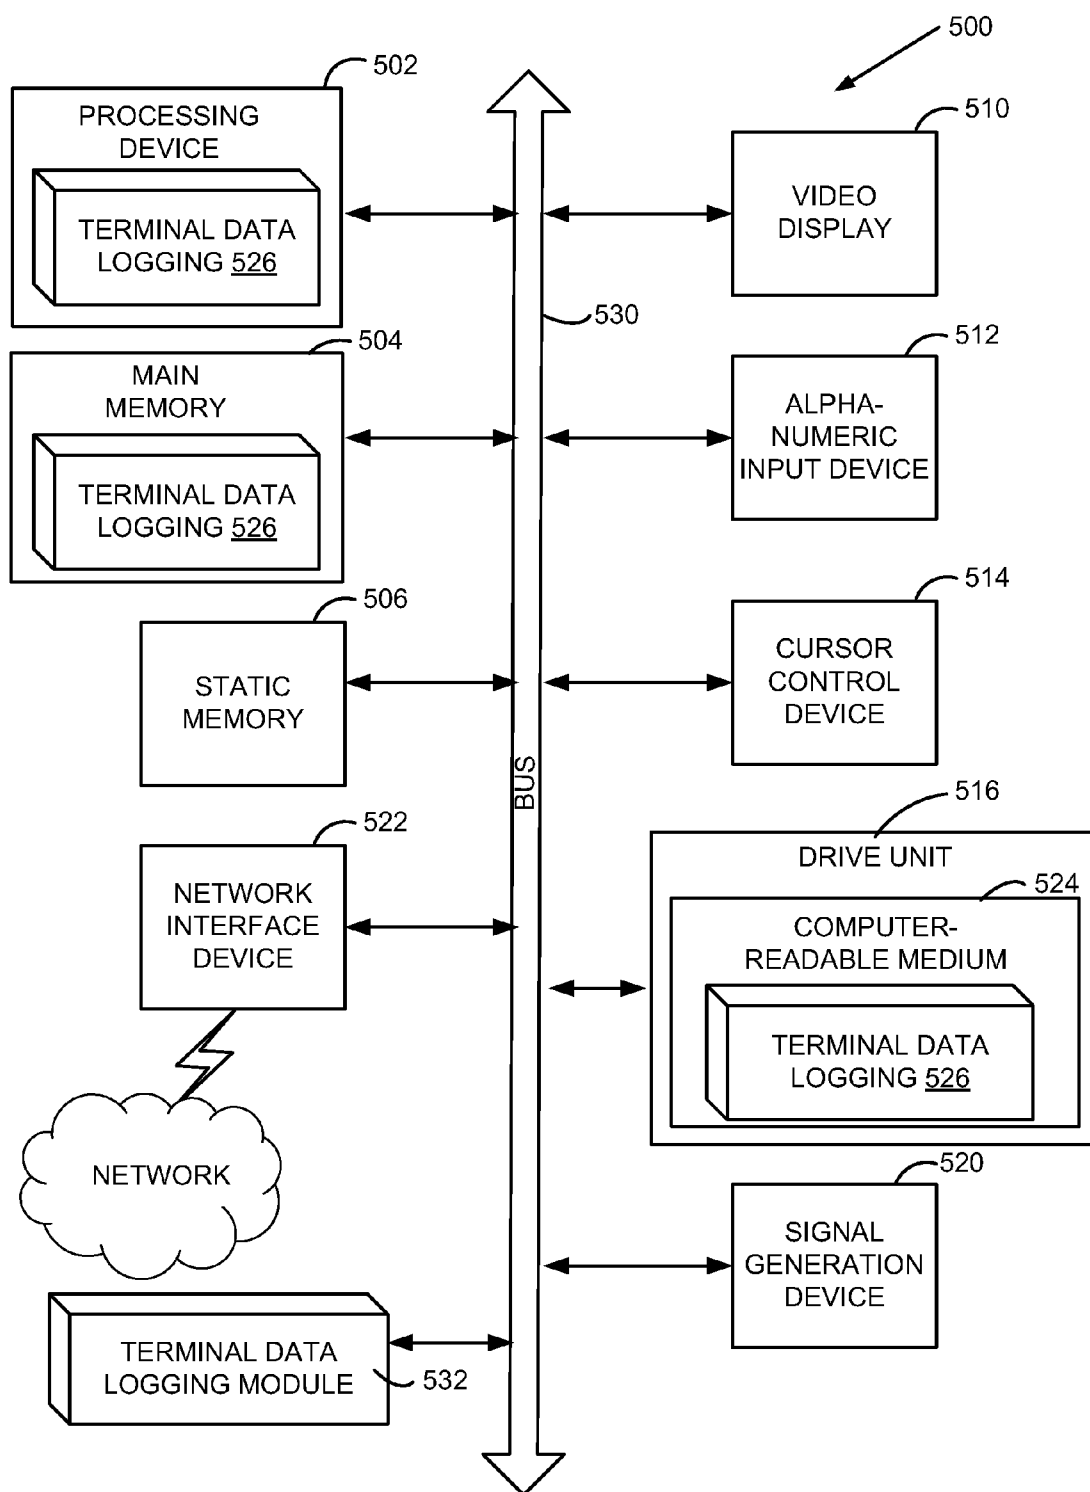 500
502
PROCESSING
DEVICE
TERMINAL DATA
LOGGING 526
510
VIDEO
DISPLAY
530
504
MAIN
MEMORY
TERMINAL DATA
LOGGING 526
512
ALPHA-
NUMERIC
INPUT DEVICE
506
STATIC
MEMORY
514
CURSOR
CONTROL
DEVICE
BUS
522
NETWORK
INTERFACE
DEVICE
516
DRIVE UNIT
524
COMPUTER-
READABLE MEDIUM
TERMINAL DATA
LOGGING 526
NETWORK
520
SIGNAL
GENERATION
DEVICE
TERMINAL DATA
LOGGING MODULE
532